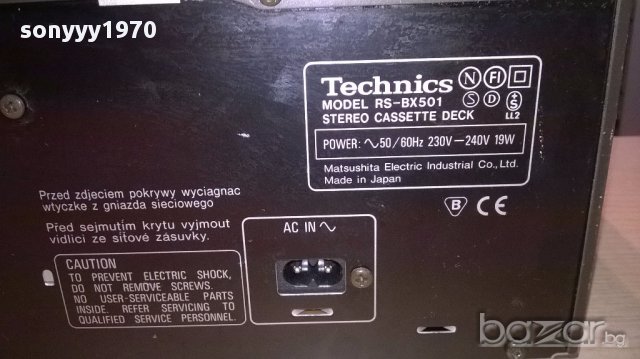 sonyyy1970
Technics
N FI
S D S
LL2
MODEL RS-BX501
STEREO CASSETTE DECK
POWER: ∿50/60Hz 230V—240V 19W
Matsushita Electric Industrial Co., Ltd.
Made in Japan
B CE
Przed zdjeciem pokrywy wyciagnac
wtyczke z gniazda sieciowego
Před sejmutím krytu vyjmout
vidlici ze síťové zásuvky.
AC IN ∿
CAUTION
TO PREVENT ELECTRIC SHOCK,
DO NOT REMOVE SCREWS.
NO USER-SERVICEABLE PARTS
INSIDE. REFER SERVICING TO
QUALIFIED SERVICE PERSONNEL.
bazar.bg